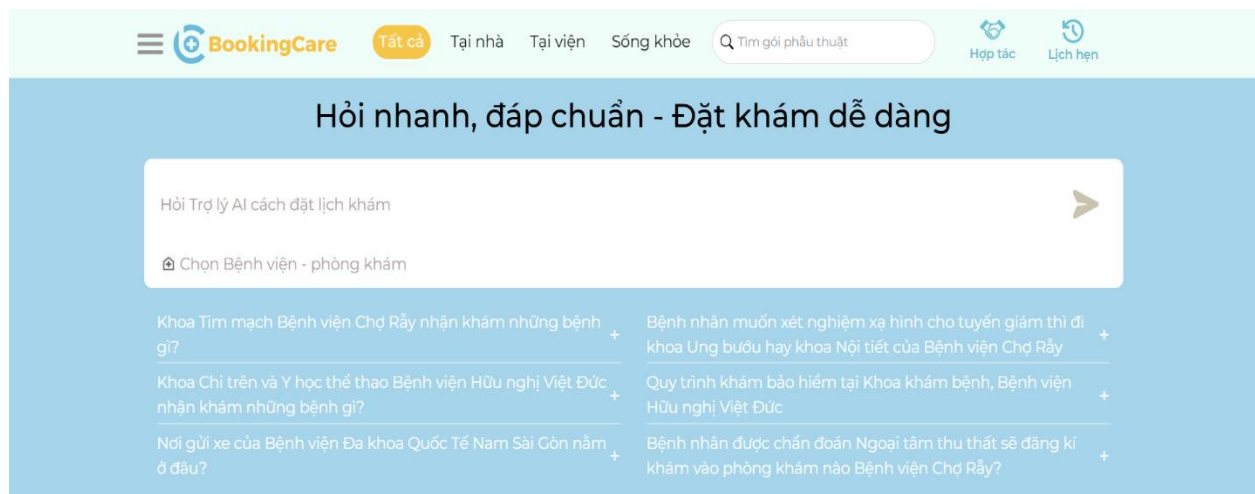 BookingCare
Tất cả
Tại nhà
Tại viện
Sống khỏe
Tìm gói phẫu thuật
Hợp tác
Lịch hẹn
Hỏi nhanh, đáp chuẩn - Đặt khám dễ dàng
Hỏi Trợ lý AI cách đặt lịch khám
Chọn Bệnh viện - phòng khám
Khoa Tim mạch Bệnh viện Chợ Rẫy nhận khám những bệnh
gì?
Khoa Chi trên và Y học thể thao Bệnh viện Hữu nghị Việt Đức
nhận khám những bệnh gì?
Nơi gửi xe của Bệnh viện Đa khoa Quốc Tế Nam Sài Gòn nằm
ở đâu?
Bệnh nhân muốn xét nghiệm xạ hình cho tuyến giám thì đi
khoa Ung bướu hay khoa Nội tiết của Bệnh viện Chợ Rẫy
Quy trình khám bảo hiểm tại Khoa khám bệnh, Bệnh viện
Hữu nghị Việt Đức
Bệnh nhân được chẩn đoán Ngoại tâm thu thất sẽ đăng kí
khám vào phòng khám nào Bệnh viện Chợ Rẫy?